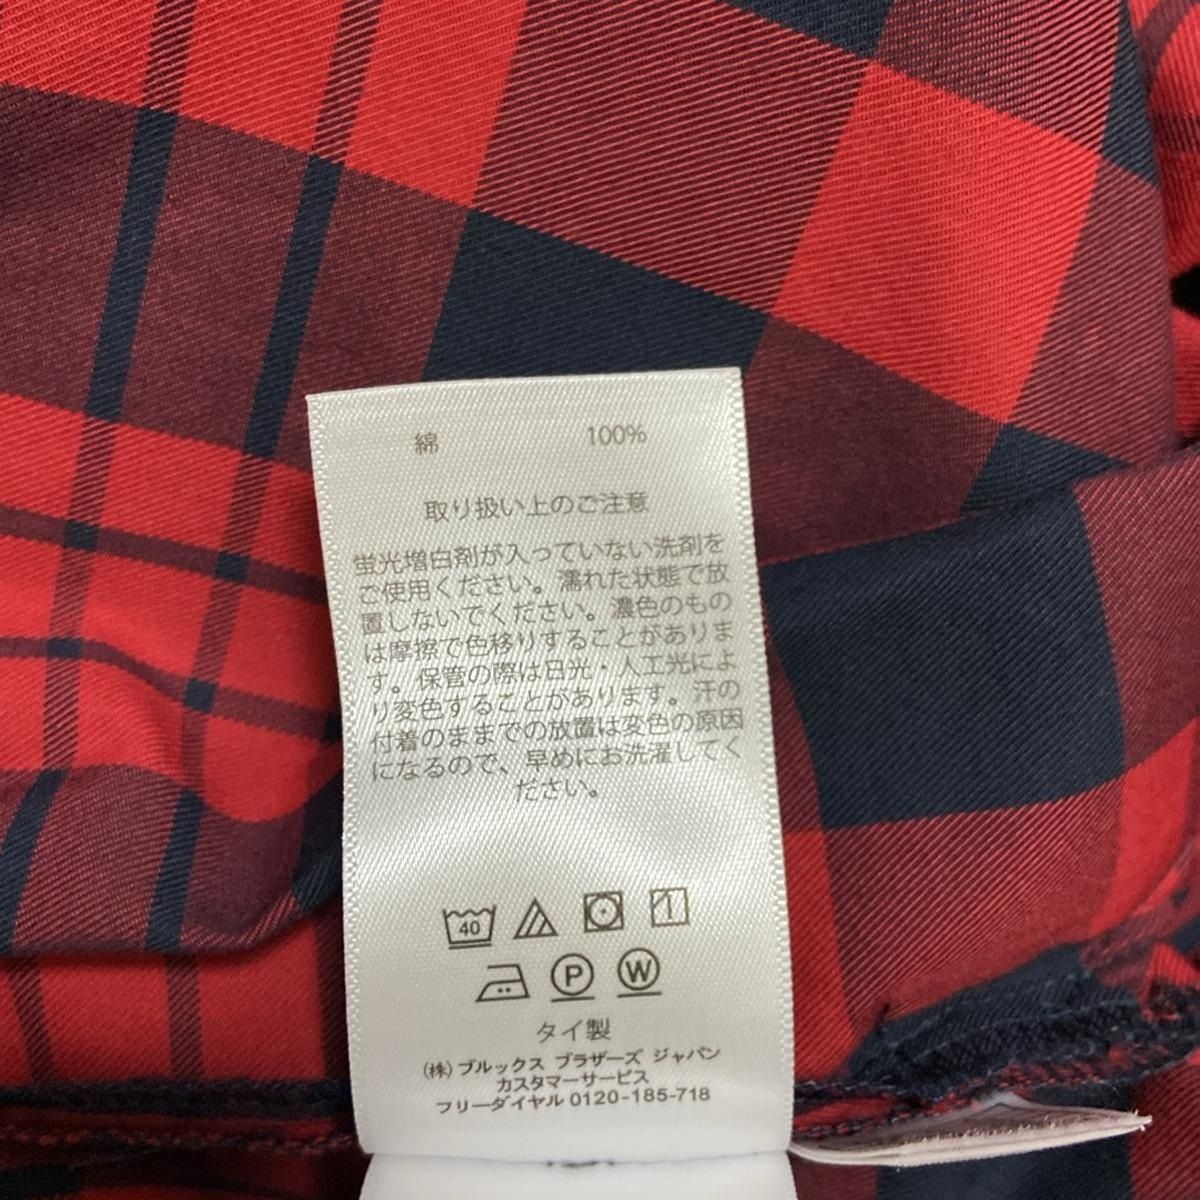 綿 100%
取り扱い上のご注意
蛍光増白剤が入っていない洗剤を
ご使用ください。濡れた状態で放
置しないでください。濃色のもの
は摩擦で色移りすることがありま
す。保管の際は日光・人工光によ
り変色することがあります。汗の
付着のままでの放置は変色の原因
になるので、早めにお洗濯してく
ださい。
40
P W
タイ製
(株) ブルックス ブラザーズ ジャパン
カスタマーサービス
フリーダイヤル 0120-185-718